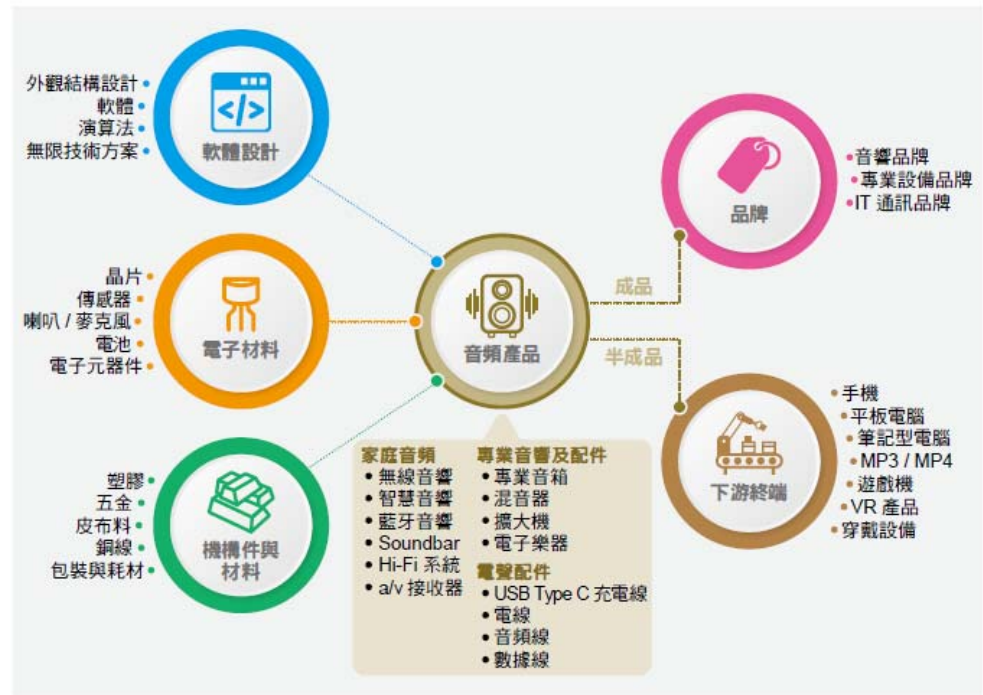 外觀結構設計
軟體
演算法
無限技術方案
</>
軟體設計
晶片
傳感器
喇叭 / 麥克風
電池
電子元器件
電子材料
塑膠
五金
皮布料
銅線
包裝與耗材
機構件與
材料
音頻產品
家庭音頻
• 無線音響
• 智慧音響
• 藍牙音響
• Soundbar
• Hi-Fi 系統
• a/v 接收器
專業音響及配件
• 專業音箱
• 混音器
• 擴大機
• 電子樂器
電聲配件
• USB Type C 充電線
• 電線
• 音頻線
• 數據線
成品
半成品
品牌
音響品牌
專業設備品牌
IT 通訊品牌
下游終端
手機
平板電腦
筆記型電腦
MP3 / MP4
遊戲機
VR 產品
穿戴設備